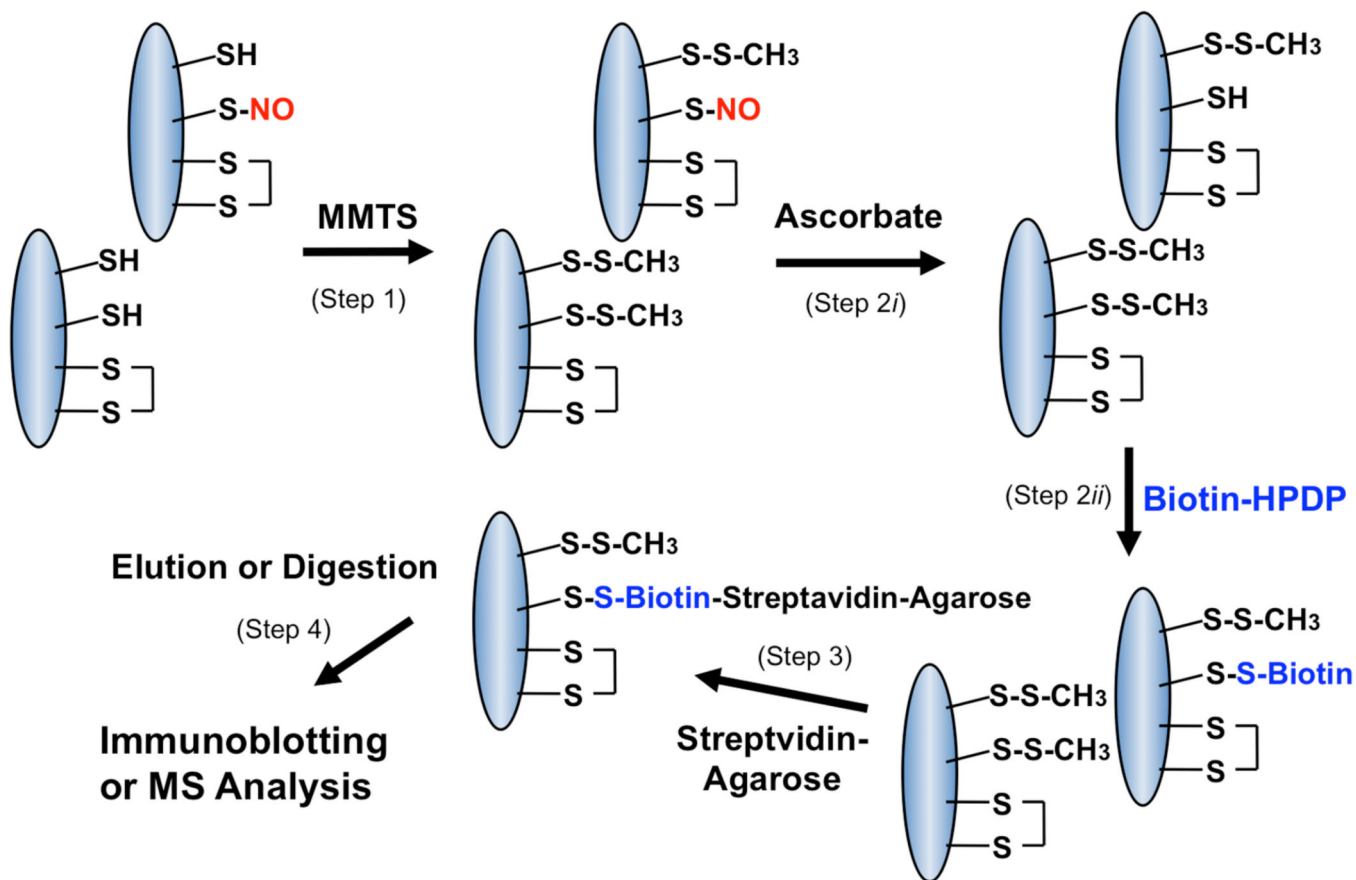 SH
S-NO
S
S
SH
SH
S
S
MMTS
(Step 1)
S-S-CH3
S-NO
S
S
S-S-CH3
S-S-CH3
S
S
Ascorbate
(Step 2i)
S-S-CH3
SH
S
S
S-S-CH3
S-S-CH3
S
S
(Step 2ii)
Biotin-HPDP
S-S-CH3
S-S-Biotin
S
S
S-S-CH3
S-S-CH3
S
S
(Step 3)
Streptvidin-
Agarose
S-S-CH3
S-S-Biotin-Streptavidin-Agarose
S
S
Elution or Digestion
(Step 4)
Immunoblotting
or MS Analysis